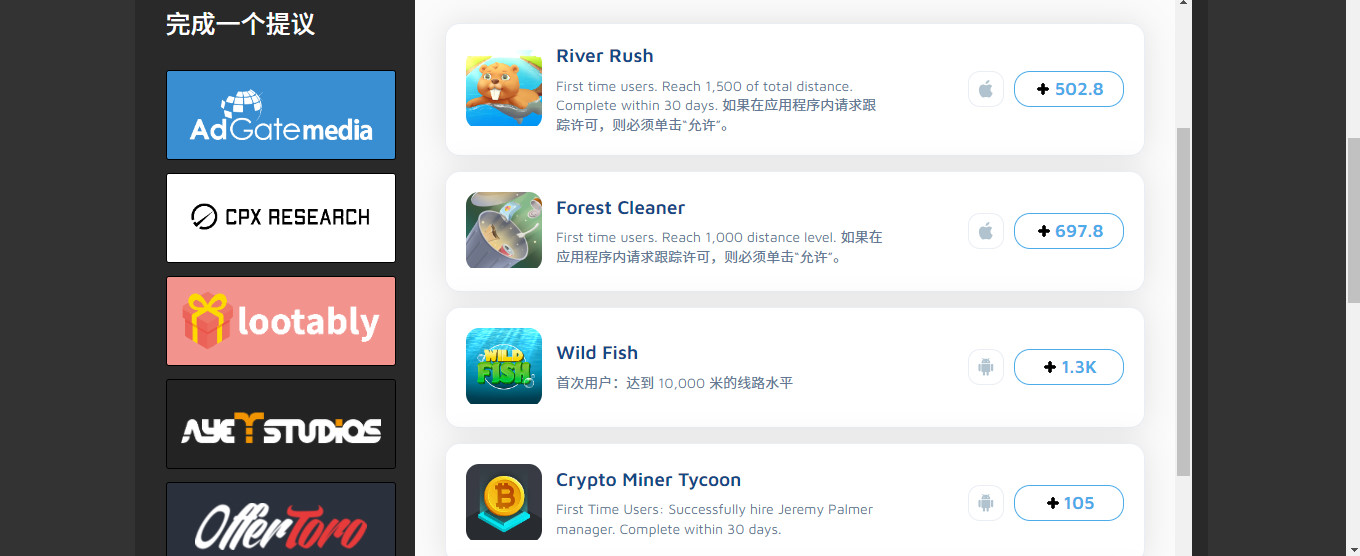 完成一个提议
AdGatemedia
CPX RESEARCH
lootably
AYET STUDIOS
OfferToro
River Rush
First time users. Reach 1,500 of total distance.
Complete within 30 days. 如果在应用程序内请求跟
踪许可，则必须单击“允许”。
502.8
Forest Cleaner
First time users. Reach 1,000 distance level. 如果在
应用程序内请求跟踪许可，则必须单击“允许”。
697.8
WILD
FISH
Wild Fish
首次用户：达到 10,000 米的线路水平
1.3K
Crypto Miner Tycoon
First Time Users: Successfully hire Jeremy Palmer
manager. Complete within 30 days.
105